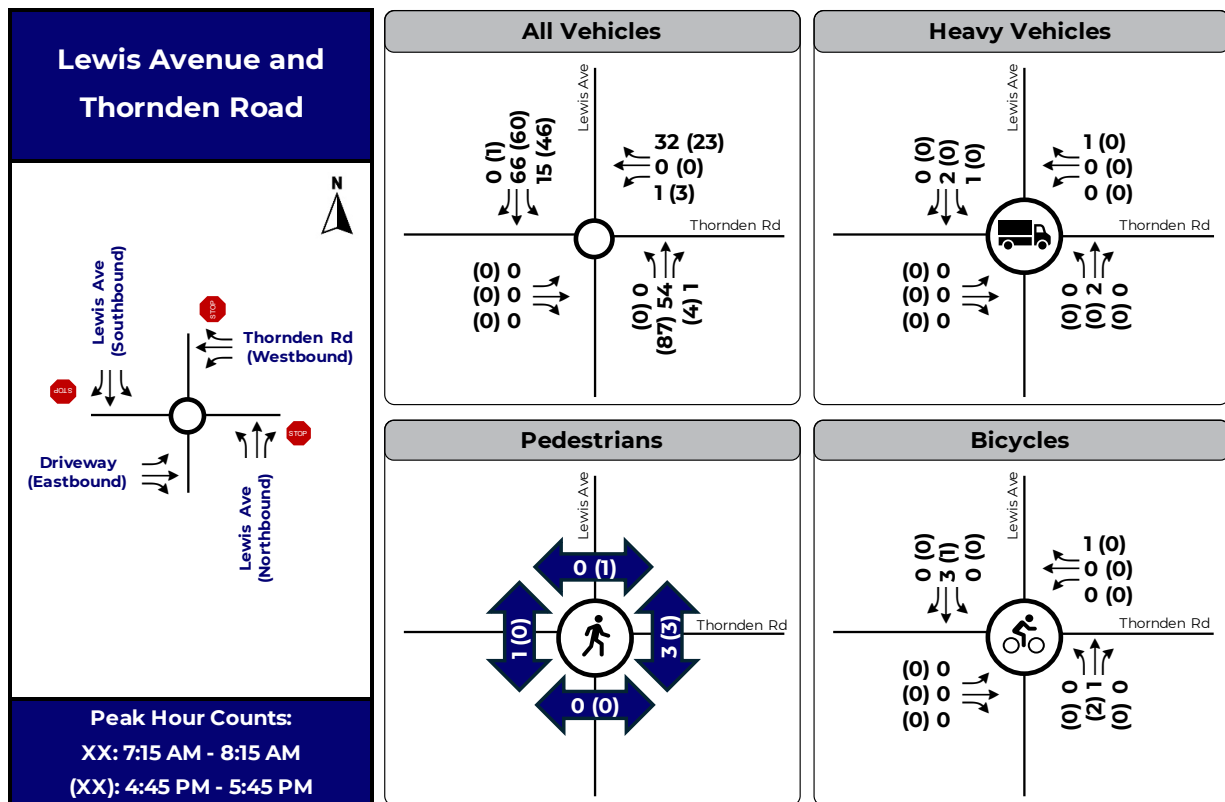 Lewis Avenue and
Thornden Road
N
Lewis Ave
(Southbound)
STOP
Thornden Rd
(Westbound)
STOP
STOP
Driveway
(Eastbound)
Lewis Ave
(Northbound)
Peak Hour Counts:
XX: 7:15 AM - 8:15 AM
(XX): 4:45 PM - 5:45 PM
All Vehicles
Lewis Ave
0 (1)
66 (60)
15 (46)
32 (23)
0 (0)
1 (3)
Thornden Rd
(0) 0
(0) 0
(0) 0
(0) 0
(87) 54
(4) 1
Heavy Vehicles
Lewis Ave
0 (0)
2 (0)
1 (0)
1 (0)
0 (0)
0 (0)
Thornden Rd
(0) 0
(0) 0
(0) 0
(0) 0
(0) 2
(0) 0
Pedestrians
Lewis Ave
0 (1)
1 (0)
3 (3)
Thornden Rd
0 (0)
Bicycles
Lewis Ave
0 (0)
3 (1)
0 (0)
1 (0)
0 (0)
0 (0)
Thornden Rd
(0) 0
(0) 0
(0) 0
(0) 0
(2) 1
(0) 0